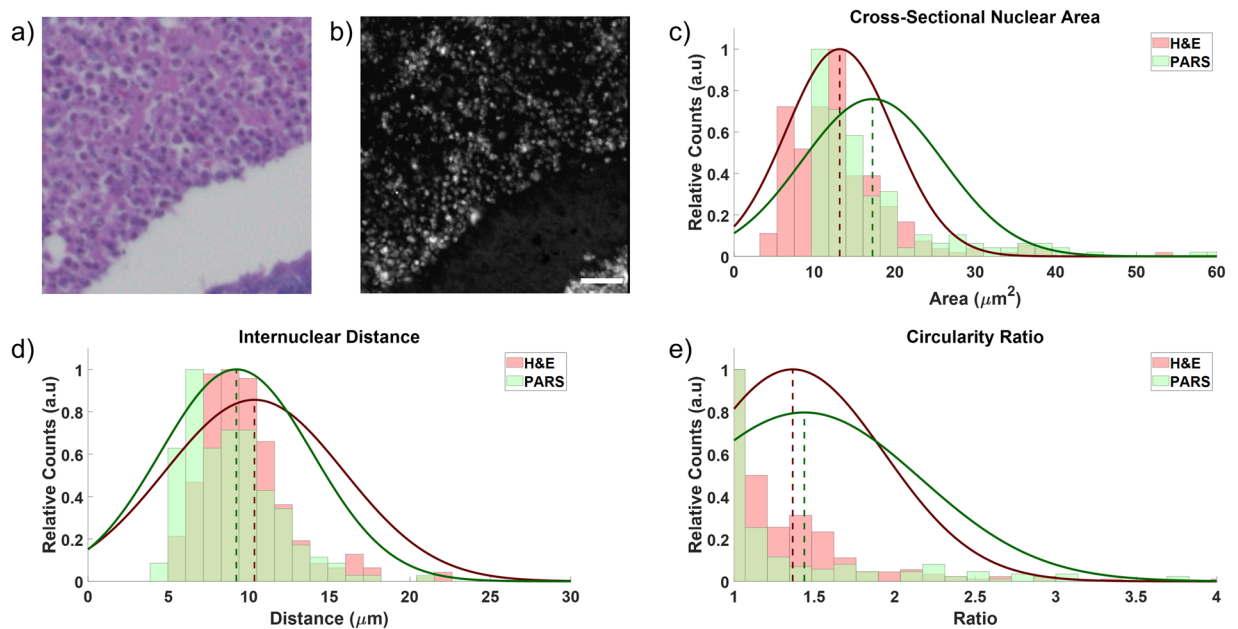 a)
b)
c)
Cross-Sectional Nuclear Area
H&E
PARS
Relative Counts (a.u)
1
0.8
0.6
0.4
0.2
0
0 10 20 30 40 50 60
Area (μm²)
d)
Internuclear Distance
H&E
PARS
Relative Counts (a.u)
1
0.8
0.6
0.4
0.2
0
0 5 10 15 20 25 30
Distance (μm)
e)
Circularity Ratio
H&E
PARS
Relative Counts (a.u)
1
0.8
0.6
0.4
0.2
0
1 1.5 2 2.5 3 3.5 4
Ratio